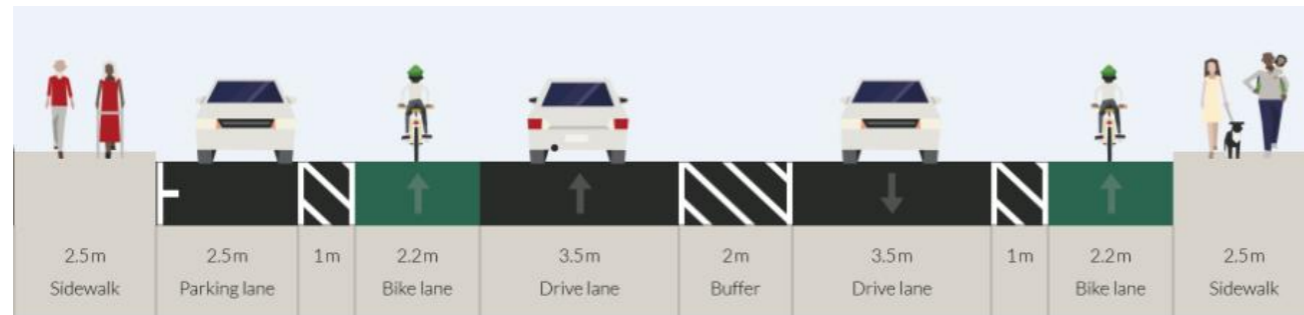 2.5m 2.5m 1m 2.2m 3.5m 2m 3.5m 1m 2.2m 2.5m
Sidewalk Parking lane Bike lane Drive lane Buffer Drive lane Bike lane Sidewalk